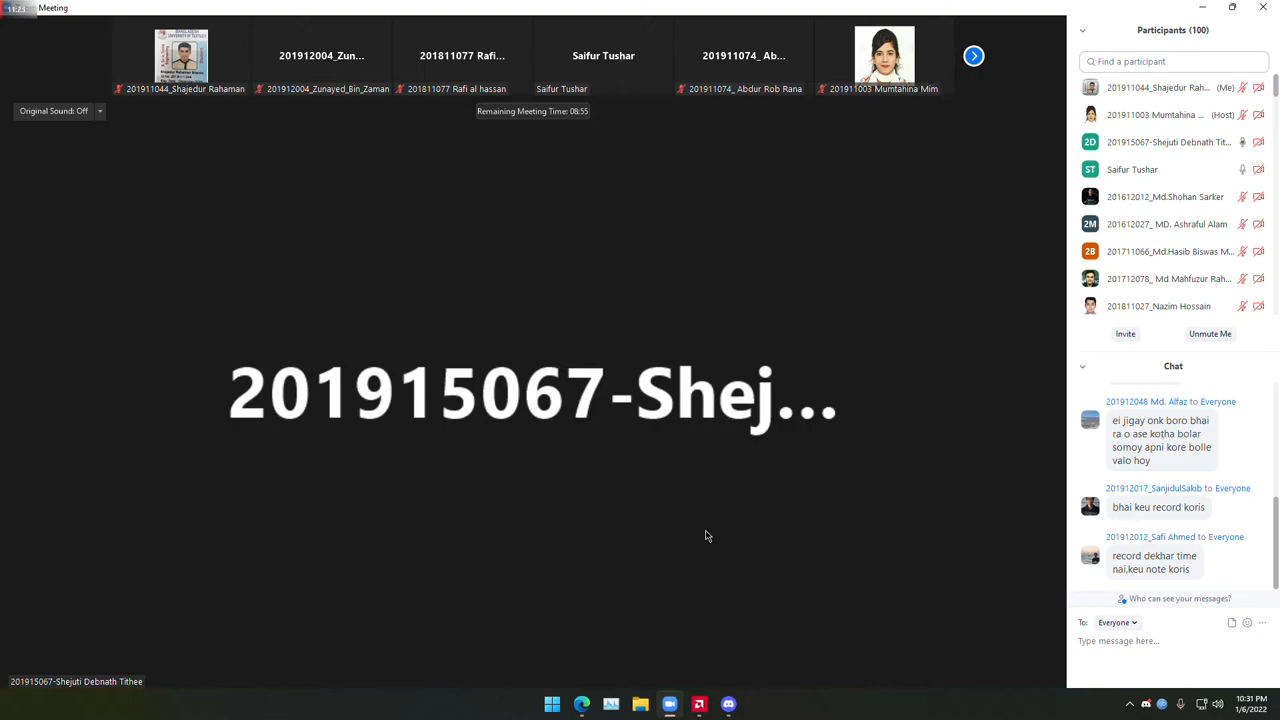 11:23
Meeting
201912004_Zun...
201811077 Rafi...
Saifur Tushar
201911074_ Ab...
201911044_Shajedur Rahaman
201912004_Zunayed_Bin_Zaman
201811077 Rafi al hassan
Saifur Tushar
201911074_ Abdur Rob Rana
201911003 Mumtahina Mim
Original Sound: Off
Remaining Meeting Time: 08:55
201915067-Shej...
201915067-Shejuti Debnath Tithee
Participants (100)
Find a participant
201911044_Shajedur Rah... (Me)
201911003 Mumtahina ... (Host)
2D 201915067-Shejuti Debnath Tit...
ST Saifur Tushar
201612012_Md.Shohan Sarker
2M 201612027_ MD. Ashraful Alam
2B 201711066_Md.Hasib Biswas M...
201712078_ Md Mahfuzur Rah...
201811027_Nazim Hossain
Invite
Unmute Me
Chat
201912048 Md. Alfaz to Everyone
ei jigay onk boro bhai
ra o ase kotha bolar
somoy apni kore bolle
valo hoy
201912017_SanjidulSakib to Everyone
bhai keu record koris
201912012_Safi Ahmed to Everyone
record dekhar time
nai,keu note koris
Who can see your messages?
To: Everyone
Type message here...
10:31 PM
1/6/2022